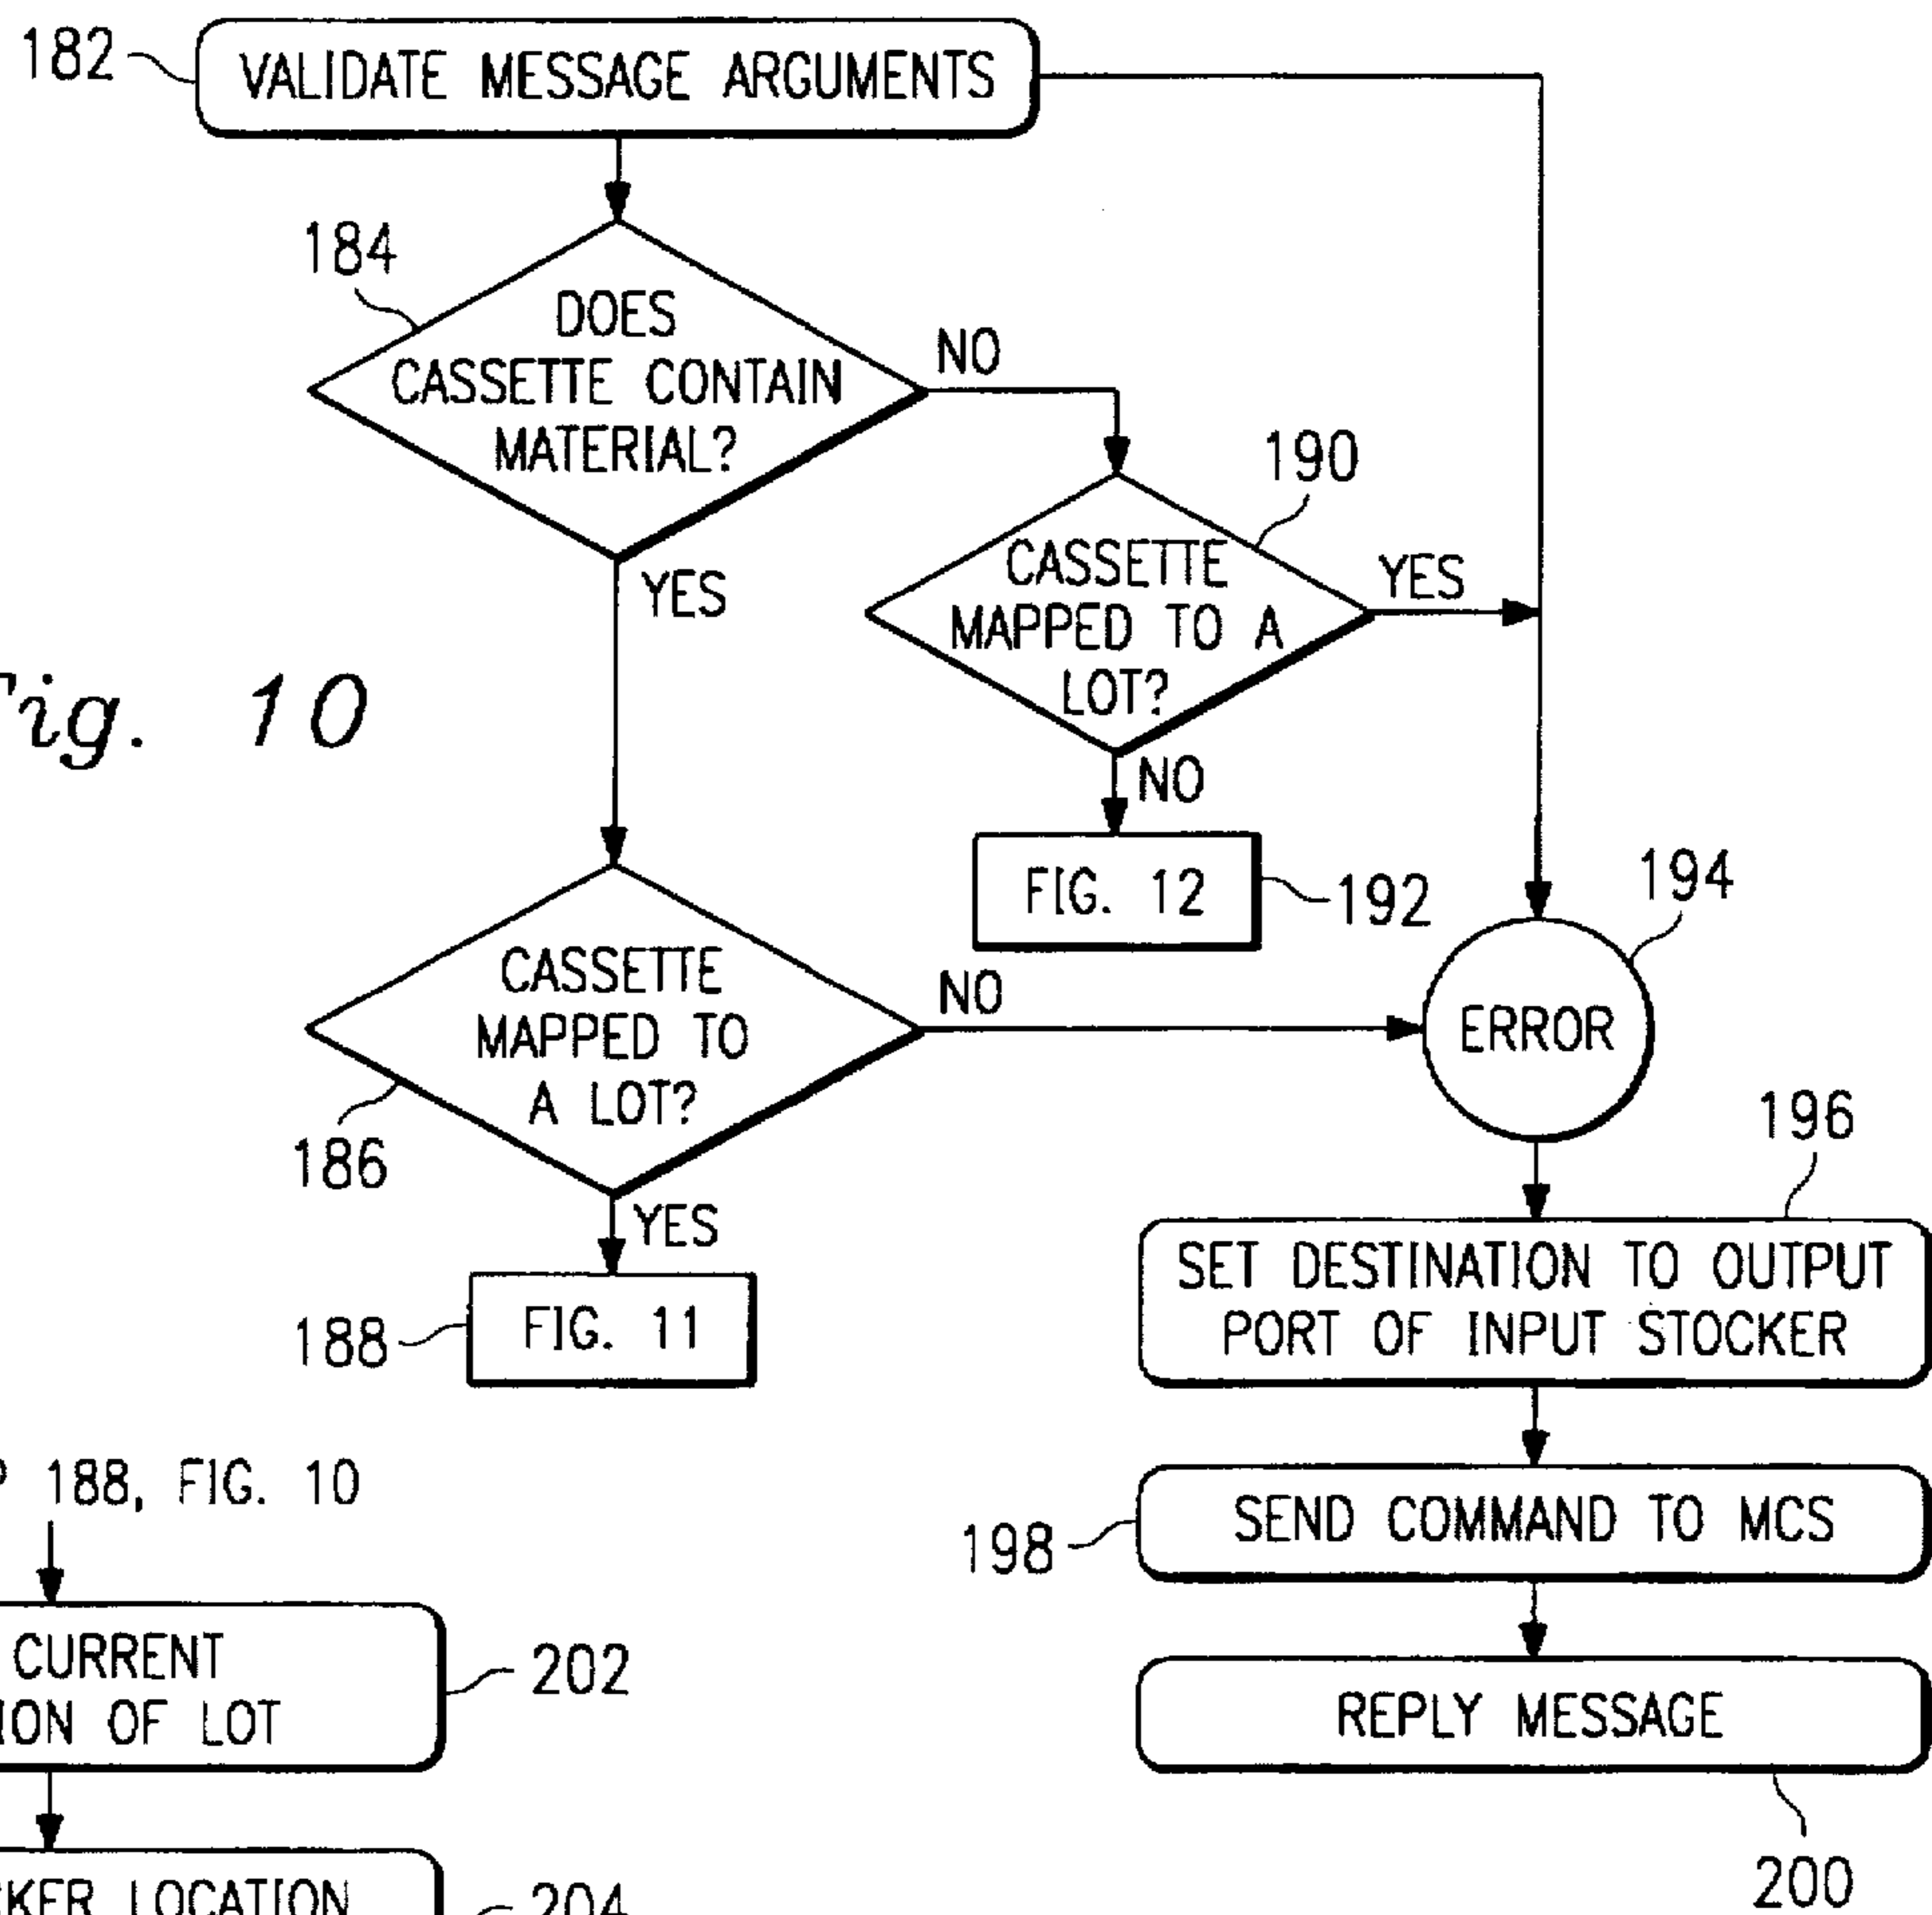 182
VALIDATE MESSAGE ARGUMENTS
184
DOES
CASSETTE CONTAIN
MATERIAL?
NO
YES
190
CASSETTE
MAPPED TO A
LOT?
YES
NO
Fig. 10
FIG. 12
192
194
ERROR
CASSETTE
MAPPED TO
A LOT?
NO
186
YES
FIG. 11
188
196
SET DESTINATION TO OUTPUT
PORT OF INPUT STOCKER
198
SEND COMMAND TO MCS
REPLY MESSAGE
200
188, FIG. 10
CURRENT
OF LOT
202
LOCATION
204